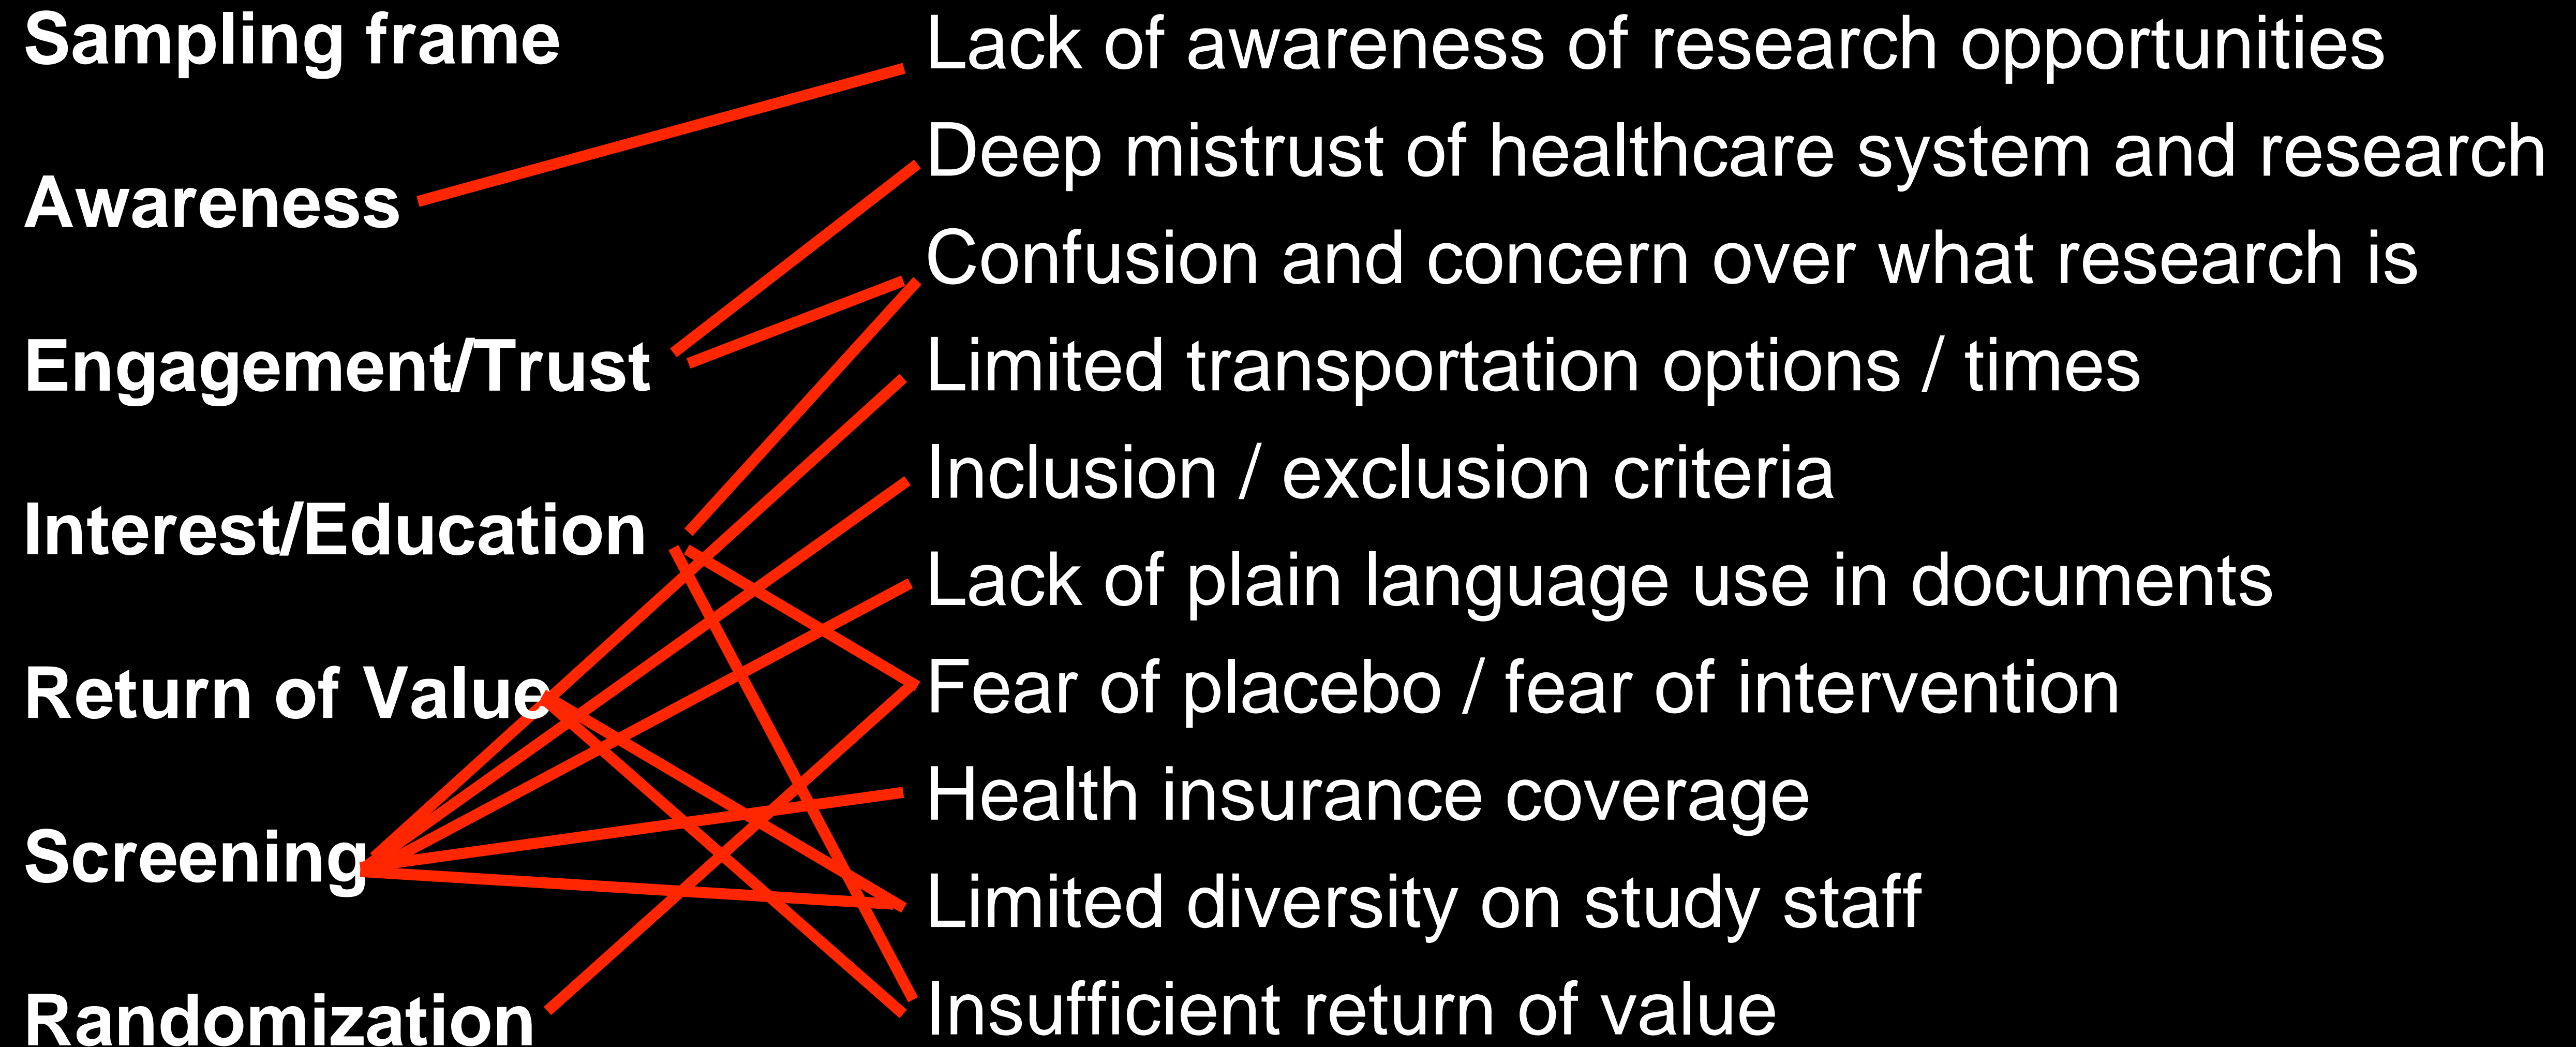 Sampling frame
Awareness
Engagement/Trust
Interest/Education
Return of Value
Screening
Randomization
Lack of awareness of research opportunities
Deep mistrust of healthcare system and research
Confusion and concern over what research is
Limited transportation options / times
Inclusion / exclusion criteria
Lack of plain language use in documents
Fear of placebo / fear of intervention
Health insurance coverage
Limited diversity on study staff
Insufficient return of value